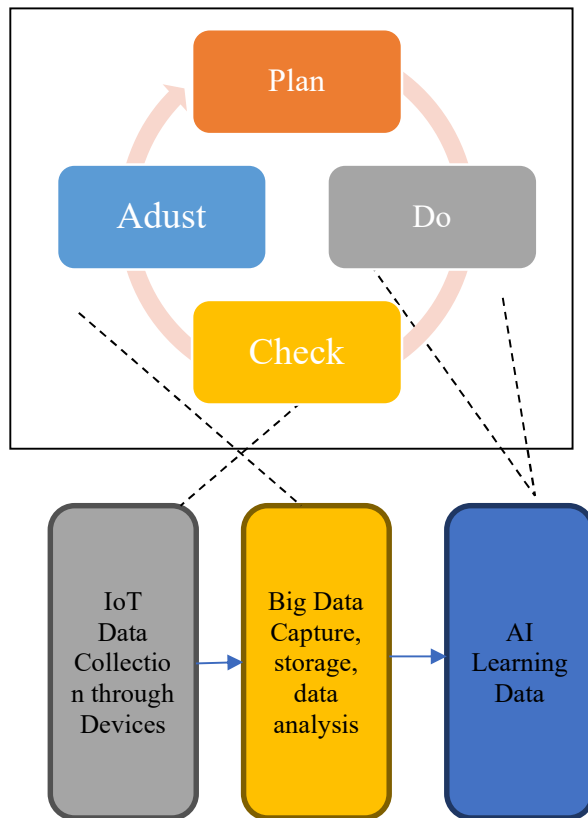 Plan
Adust
Do
Check
IoT
Data
Collectio
n through
Devices
Big Data
Capture,
storage,
data
analysis
AI
Learning
Data